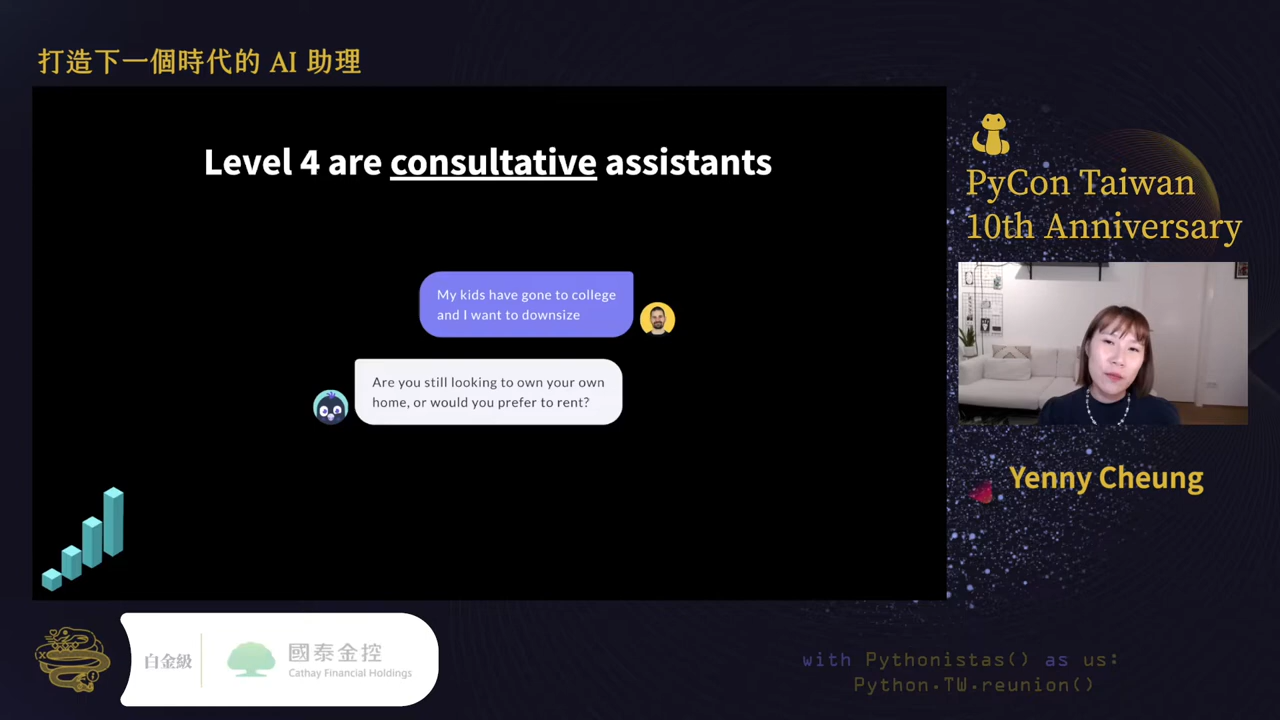 打造下一個時代的 AI 助理
Level 4 are consultative assistants
My kids have gone to college
and I want to downsize
Are you still looking to own your own
home, or would you prefer to rent?
PyCon Taiwan
10th Anniversary
Yenny Cheung
白金級
國泰金控
Cathay Financial Holdings
with Pythonistas() as us:
Python.TW.reunion()